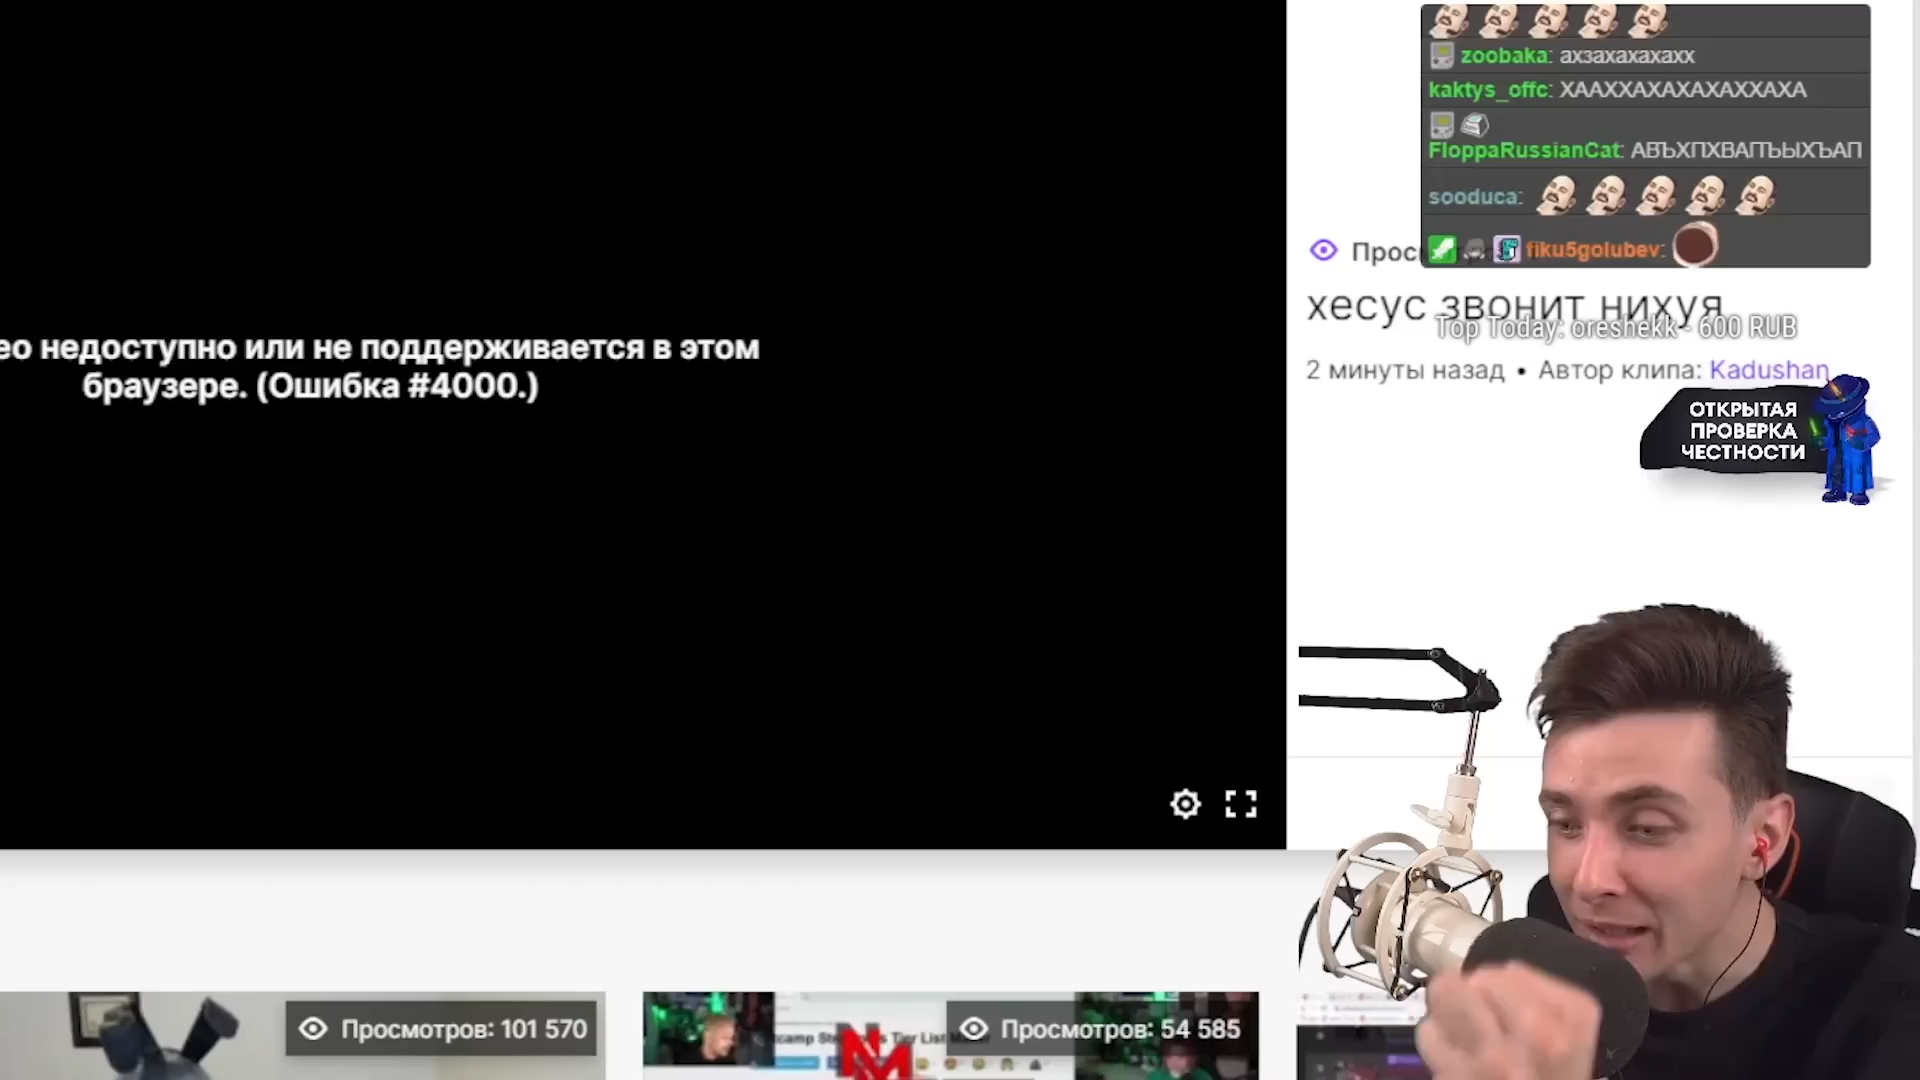 zoobaka: ахзахахахахх
kaktys_offc: ХААХХАХАХАХАХХАХА
FloppaRussianCat: АВЪХПХВАПЪЫХЪАП
sooduca:
fiku5golubev:
хесус звонит нихуя
Top Today: oreshekk - 600 RUB
2 минуты назад • Автор клипа: Kadushan
ОТКРЫТАЯ
ПРОВЕРКА
ЧЕСТНОСТИ
ео недоступно или не поддерживается в этом
браузере. (Ошибка #4000.)
Просмотров: 101 570
Просмотров: 54 585